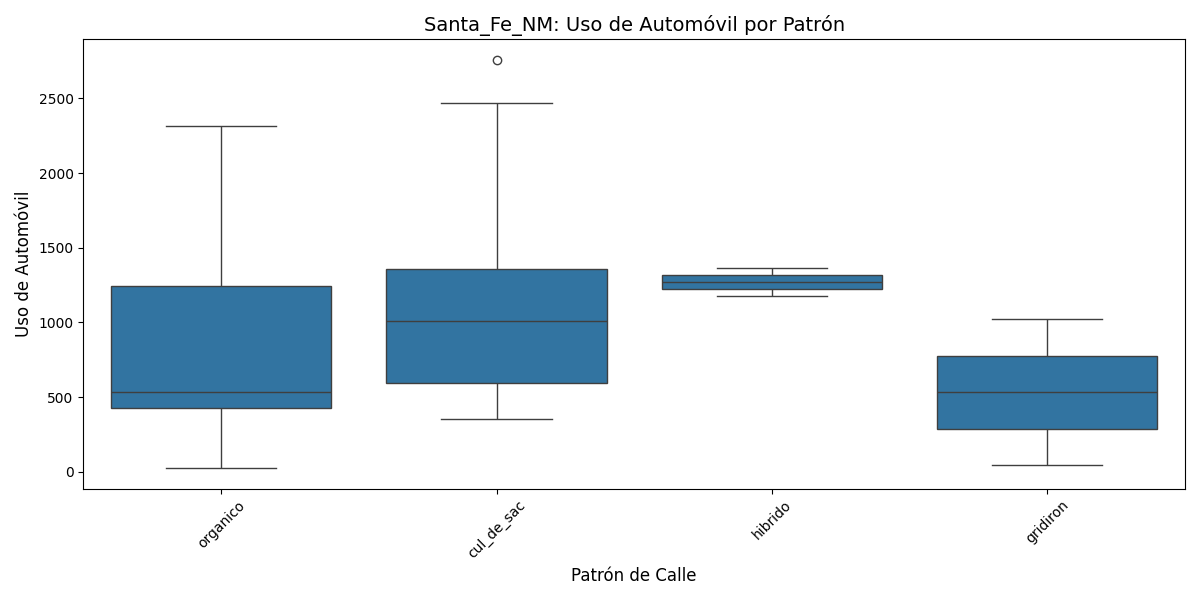 Santa_Fe_NM: Uso de Automóvil por Patrón
Uso de Automóvil
2500
2000
1500
1000
500
0
organico
cul_de_sac
hibrido
gridiron
Patrón de Calle